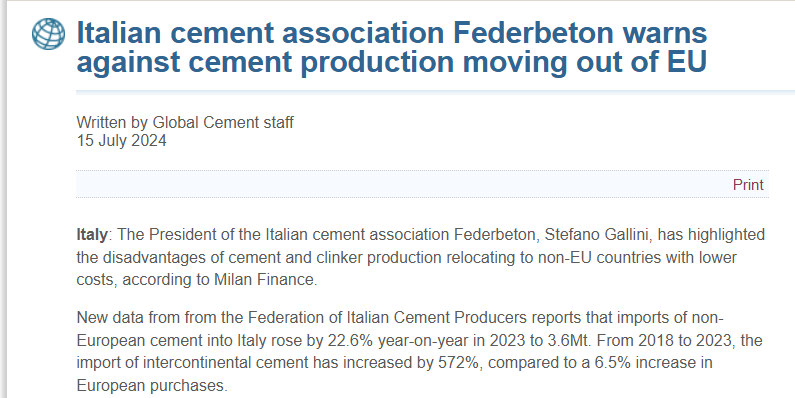 Italian cement association Federbeton warns
against cement production moving out of EU
Written by Global Cement staff
15 July 2024
Print
Italy: The President of the Italian cement association Federbeton, Stefano Gallini, has highlighted
the disadvantages of cement and clinker production relocating to non-EU countries with lower
costs, according to Milan Finance.
New data from from the Federation of Italian Cement Producers reports that imports of non-
European cement into Italy rose by 22.6% year-on-year in 2023 to 3.6Mt. From 2018 to 2023, the
import of intercontinental cement has increased by 572%, compared to a 6.5% increase in
European purchases.